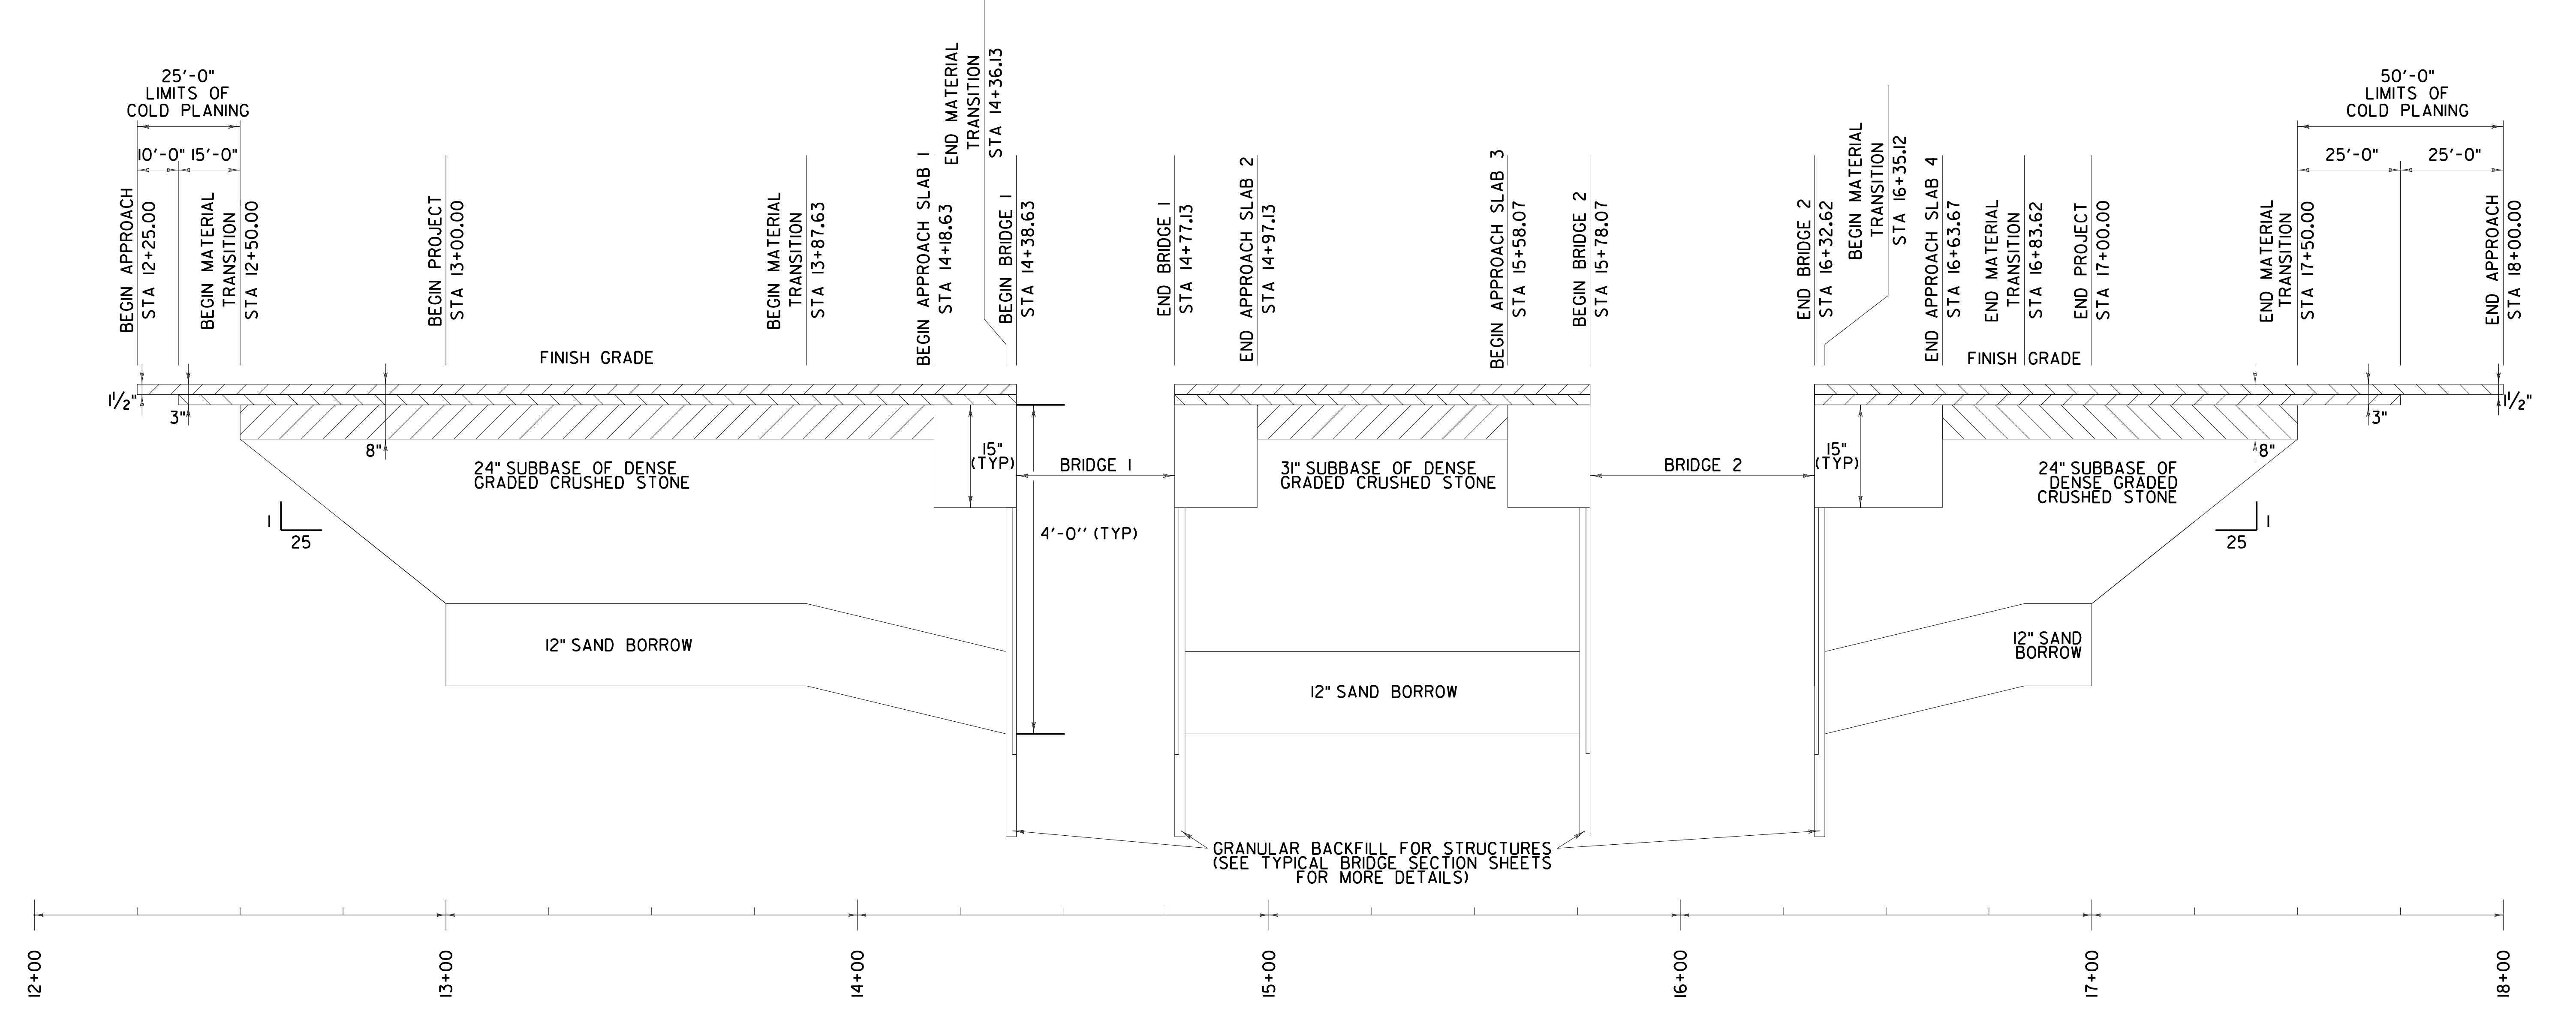 25'-0"
LIMITS OF
COLD PLANING
10'-0" 15'-0"
BEGIN APPROACH
STA 12+25.00
BEGIN MATERIAL
TRANSITION
STA 12+50.00
BEGIN PROJECT
STA 13+00.00
BEGIN MATERIAL
TRANSITION
STA 13+87.63
BEGIN APPROACH SLAB 1
STA 14+18.63
END MATERIAL
TRANSITION
STA 14+36.13
BEGIN BRIDGE 1
STA 14+38.63
END BRIDGE 1
STA 14+77.13
END APPROACH SLAB 2
STA 14+97.13
BEGIN APPROACH SLAB 3
STA 15+58.07
BEGIN BRIDGE 2
STA 15+78.07
END BRIDGE 2
STA 16+32.62
BEGIN MATERIAL
TRANSITION
STA 16+35.12
END APPROACH SLAB 4
STA 16+63.67
END MATERIAL
TRANSITION
STA 16+83.62
END PROJECT
STA 17+00.00
END MATERIAL
TRANSITION
STA 17+50.00
50'-0"
LIMITS OF
COLD PLANING
25'-0" 25'-0"
END APPROACH
STA 18+00.00
FINISH GRADE
FINISH GRADE
1½"
3"
8"
24" SUBBASE OF DENSE
GRADED CRUSHED STONE
1
25
15"
(TYP)
BRIDGE 1
4'-0'' (TYP)
31" SUBBASE OF DENSE
GRADED CRUSHED STONE
BRIDGE 2
15"
(TYP)
24" SUBBASE OF
DENSE GRADED
CRUSHED STONE
8"
3"
1½"
1
25
12" SAND BORROW
12" SAND BORROW
12" SAND
BORROW
GRANULAR BACKFILL FOR STRUCTURES
(SEE TYPICAL BRIDGE SECTION SHEETS
FOR MORE DETAILS)
12+00
13+00
14+00
15+00
16+00
17+00
18+00